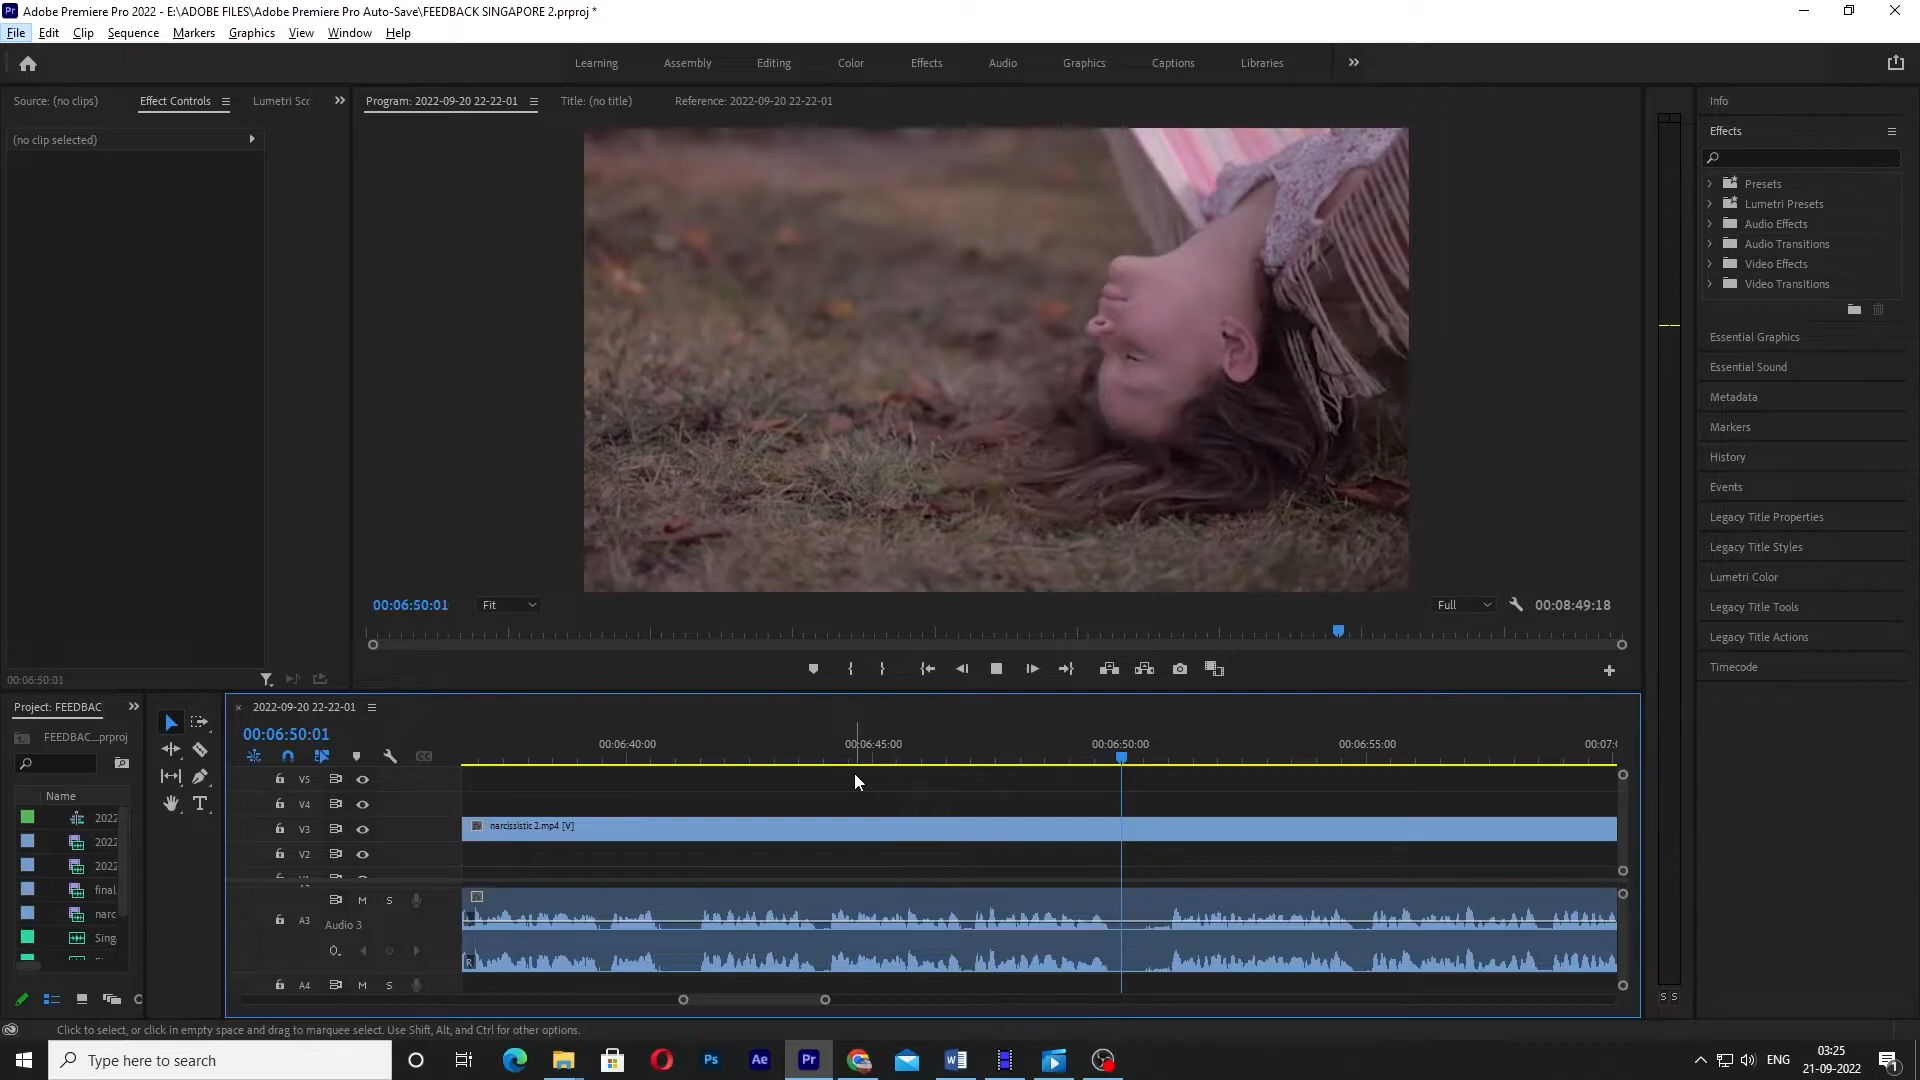 Adobe Premiere Pro 2022 - E:\ADOBE FILES\Adobe Premiere Pro Auto-Save\FEEDBACK SINGAPORE 2.prproj *
File Edit Clip Sequence Markers Graphics View Window Help
Learning Assembly Editing Color Effects Audio Graphics Captions Libraries
Source: (no clips) Effect Controls Lumetri Sc
Program: 2022-09-20 22-22-01 Title: (no title) Reference: 2022-09-20 22-22-01
(no clip selected)
Info
Effects
Presets
Lumetri Presets
Audio Effects
Audio Transitions
Video Effects
Video Transitions
Essential Graphics
Essential Sound
Metadata
Markers
History
Events
Legacy Title Properties
Legacy Title Styles
Lumetri Color
Legacy Title Tools
Legacy Title Actions
Timecode
00:06:50:01 Fit Full 00:08:49:18
00:06:50:01
Project: FEEDBAC
FEEDBAC...prproj
Name
2022
2022
2022
final
narc
Sing
2022-09-20 22-22-01
00:06:50:01
00:06:40:00 00:06:45:00 00:06:50:00 00:06:55:00 00:07:
V5
V4
V3 narcissistic 2.mp4 [V]
V2
M S
A3 Audio 3
R
A4 M S
S S
Click to select, or click in empty space and drag to marquee select. Use Shift, Alt, and Ctrl for other options.
Type here to search
Ps Ae Pr
ENG
03:25
21-09-2022
1